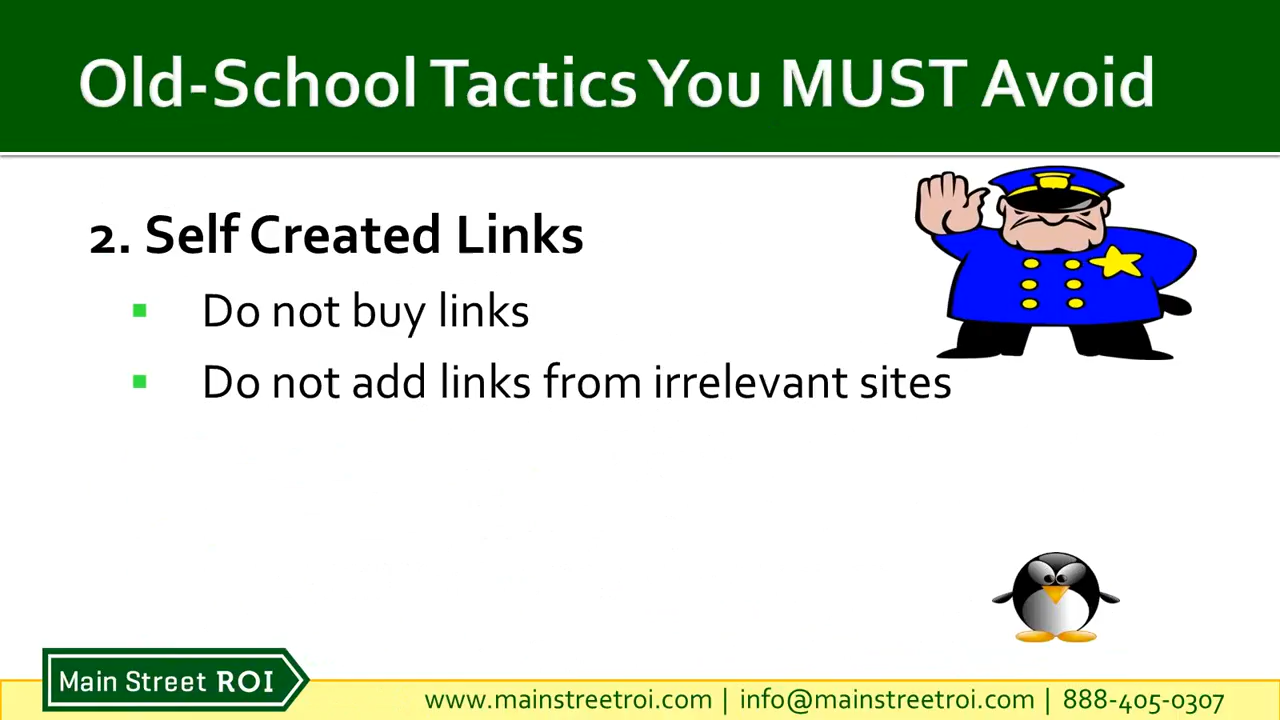 Old-School Tactics You MUST Avoid
2. Self Created Links
Do not buy links
Do not add links from irrelevant sites
Main Street ROI
www.mainstreetroi.com | info@mainstreetroi.com | 888-405-0307